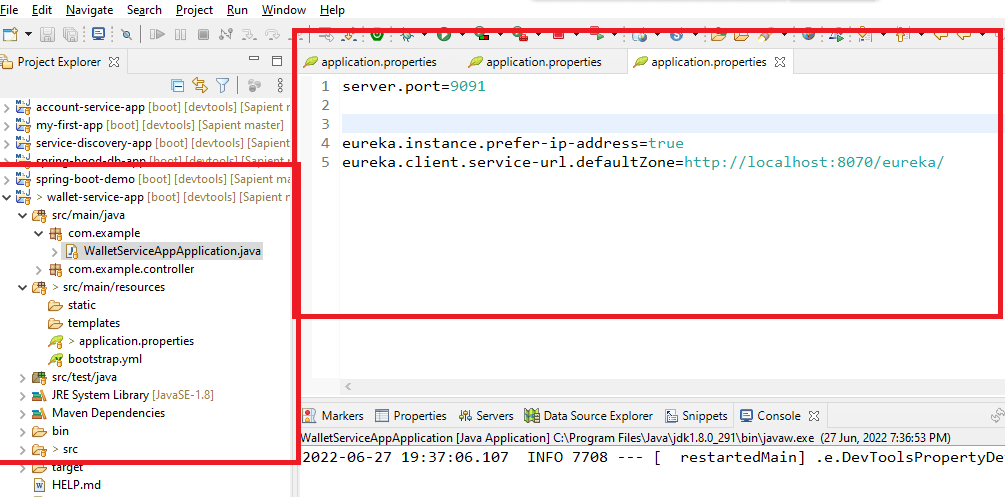 File Edit Navigate Search Project Run Window Help
Project Explorer
account-service-app [boot] [devtools] [Sapient m
my-first-app [boot] [devtools] [Sapient master]
service-discovery-app [boot] [devtools] [Sapient
spring-bood-db-app [boot] [devtools] [Sapient m
spring-boot-demo [boot] [devtools] [Sapient ma
> wallet-service-app [boot] [devtools] [Sapient m
src/main/java
com.example
WalletServiceAppApplication.java
com.example.controller
> src/main/resources
static
templates
> application.properties
bootstrap.yml
src/test/java
JRE System Library [JavaSE-1.8]
Maven Dependencies
bin
> src
target
HELP.md
application.properties application.properties application.properties
1 server.port=9091
2
3
4 eureka.instance.prefer-ip-address=true
5 eureka.client.service-url.defaultZone=http://localhost:8070/eureka/
Markers Properties Servers Data Source Explorer Snippets Console
WalletServiceAppApplication [Java Application] C:\Program Files\Java\jdk1.8.0_291\bin\javaw.exe (27 Jun, 2022 7:36:53 PM)
2022-06-27 19:37:06.107 INFO 7708 --- [ restartedMain] .e.DevToolsPropertyDe